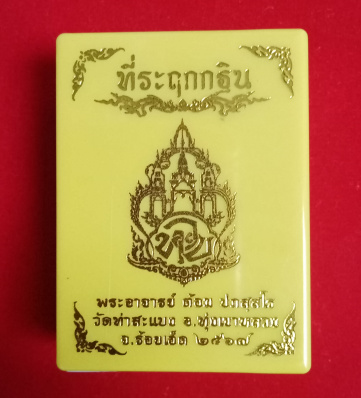 ที่ระฤกกฐิน
พระอาจารย์ ต้อม ปภสฺสโร
วัดท่าสะแบง อ.ทุ่งเขาหลวง
จ.ร้อยเอ็ด ๒๕๖๗